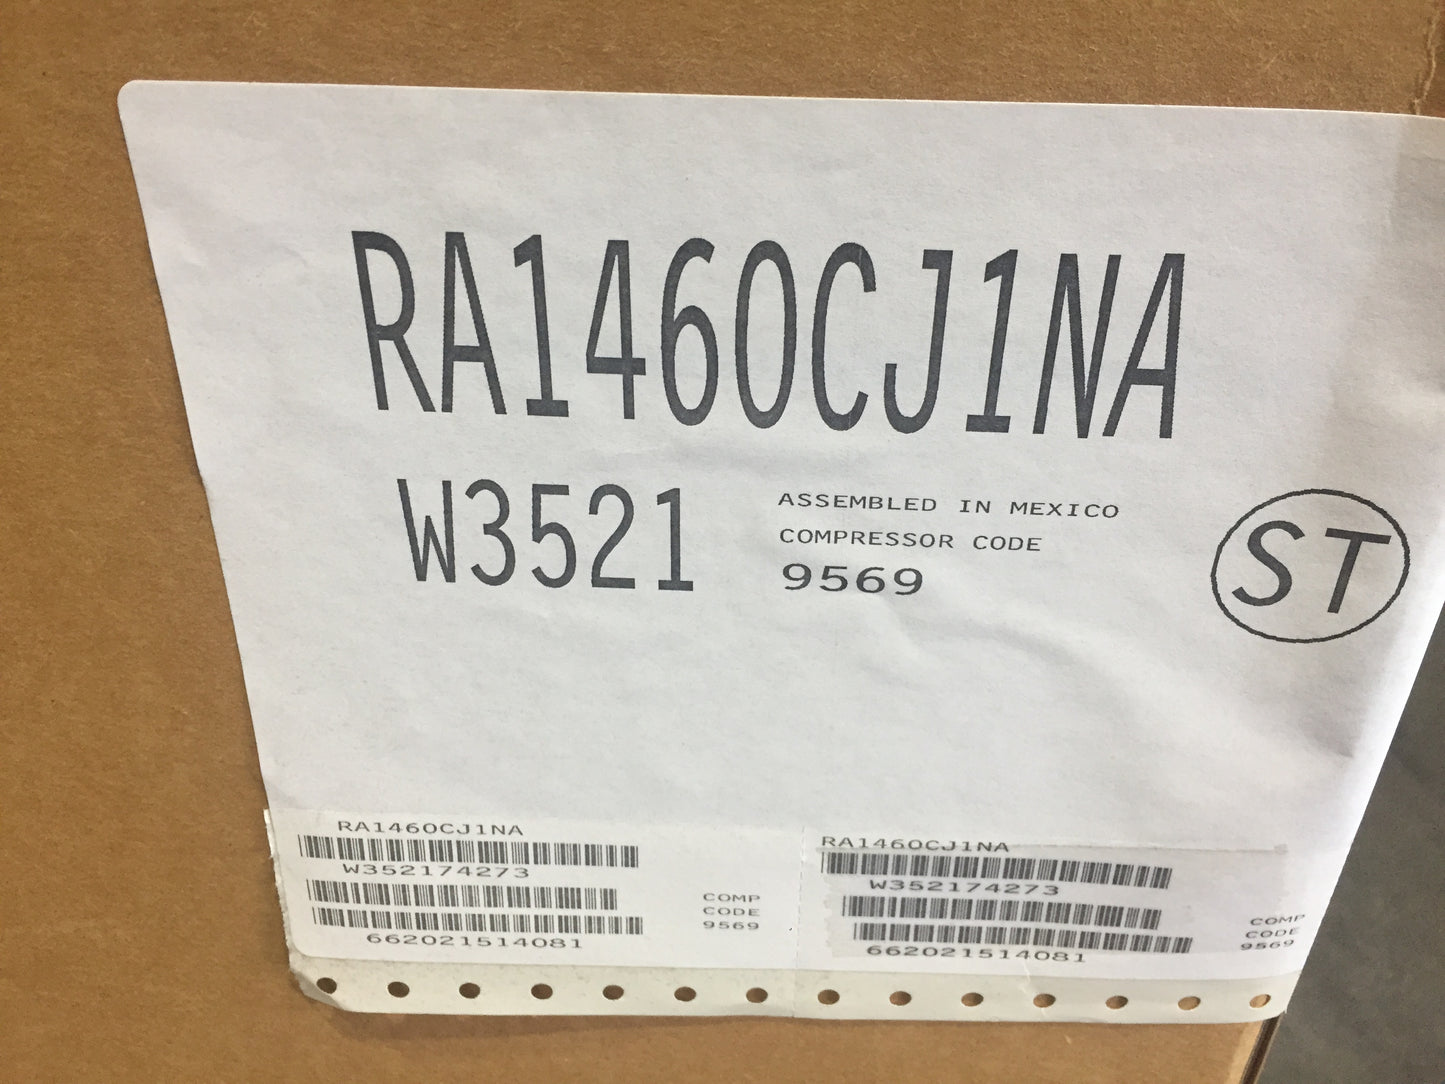 RA1460CJ1NA
W3521
ASSEMBLED IN MEXICO
COMPRESSOR CODE
9569
ST
RA1460CJ1NA
W352174273
COMP
CODE
9569
662021514081
RA1460CJ1NA
W352174273
COMP
CODE
9569
662021514081